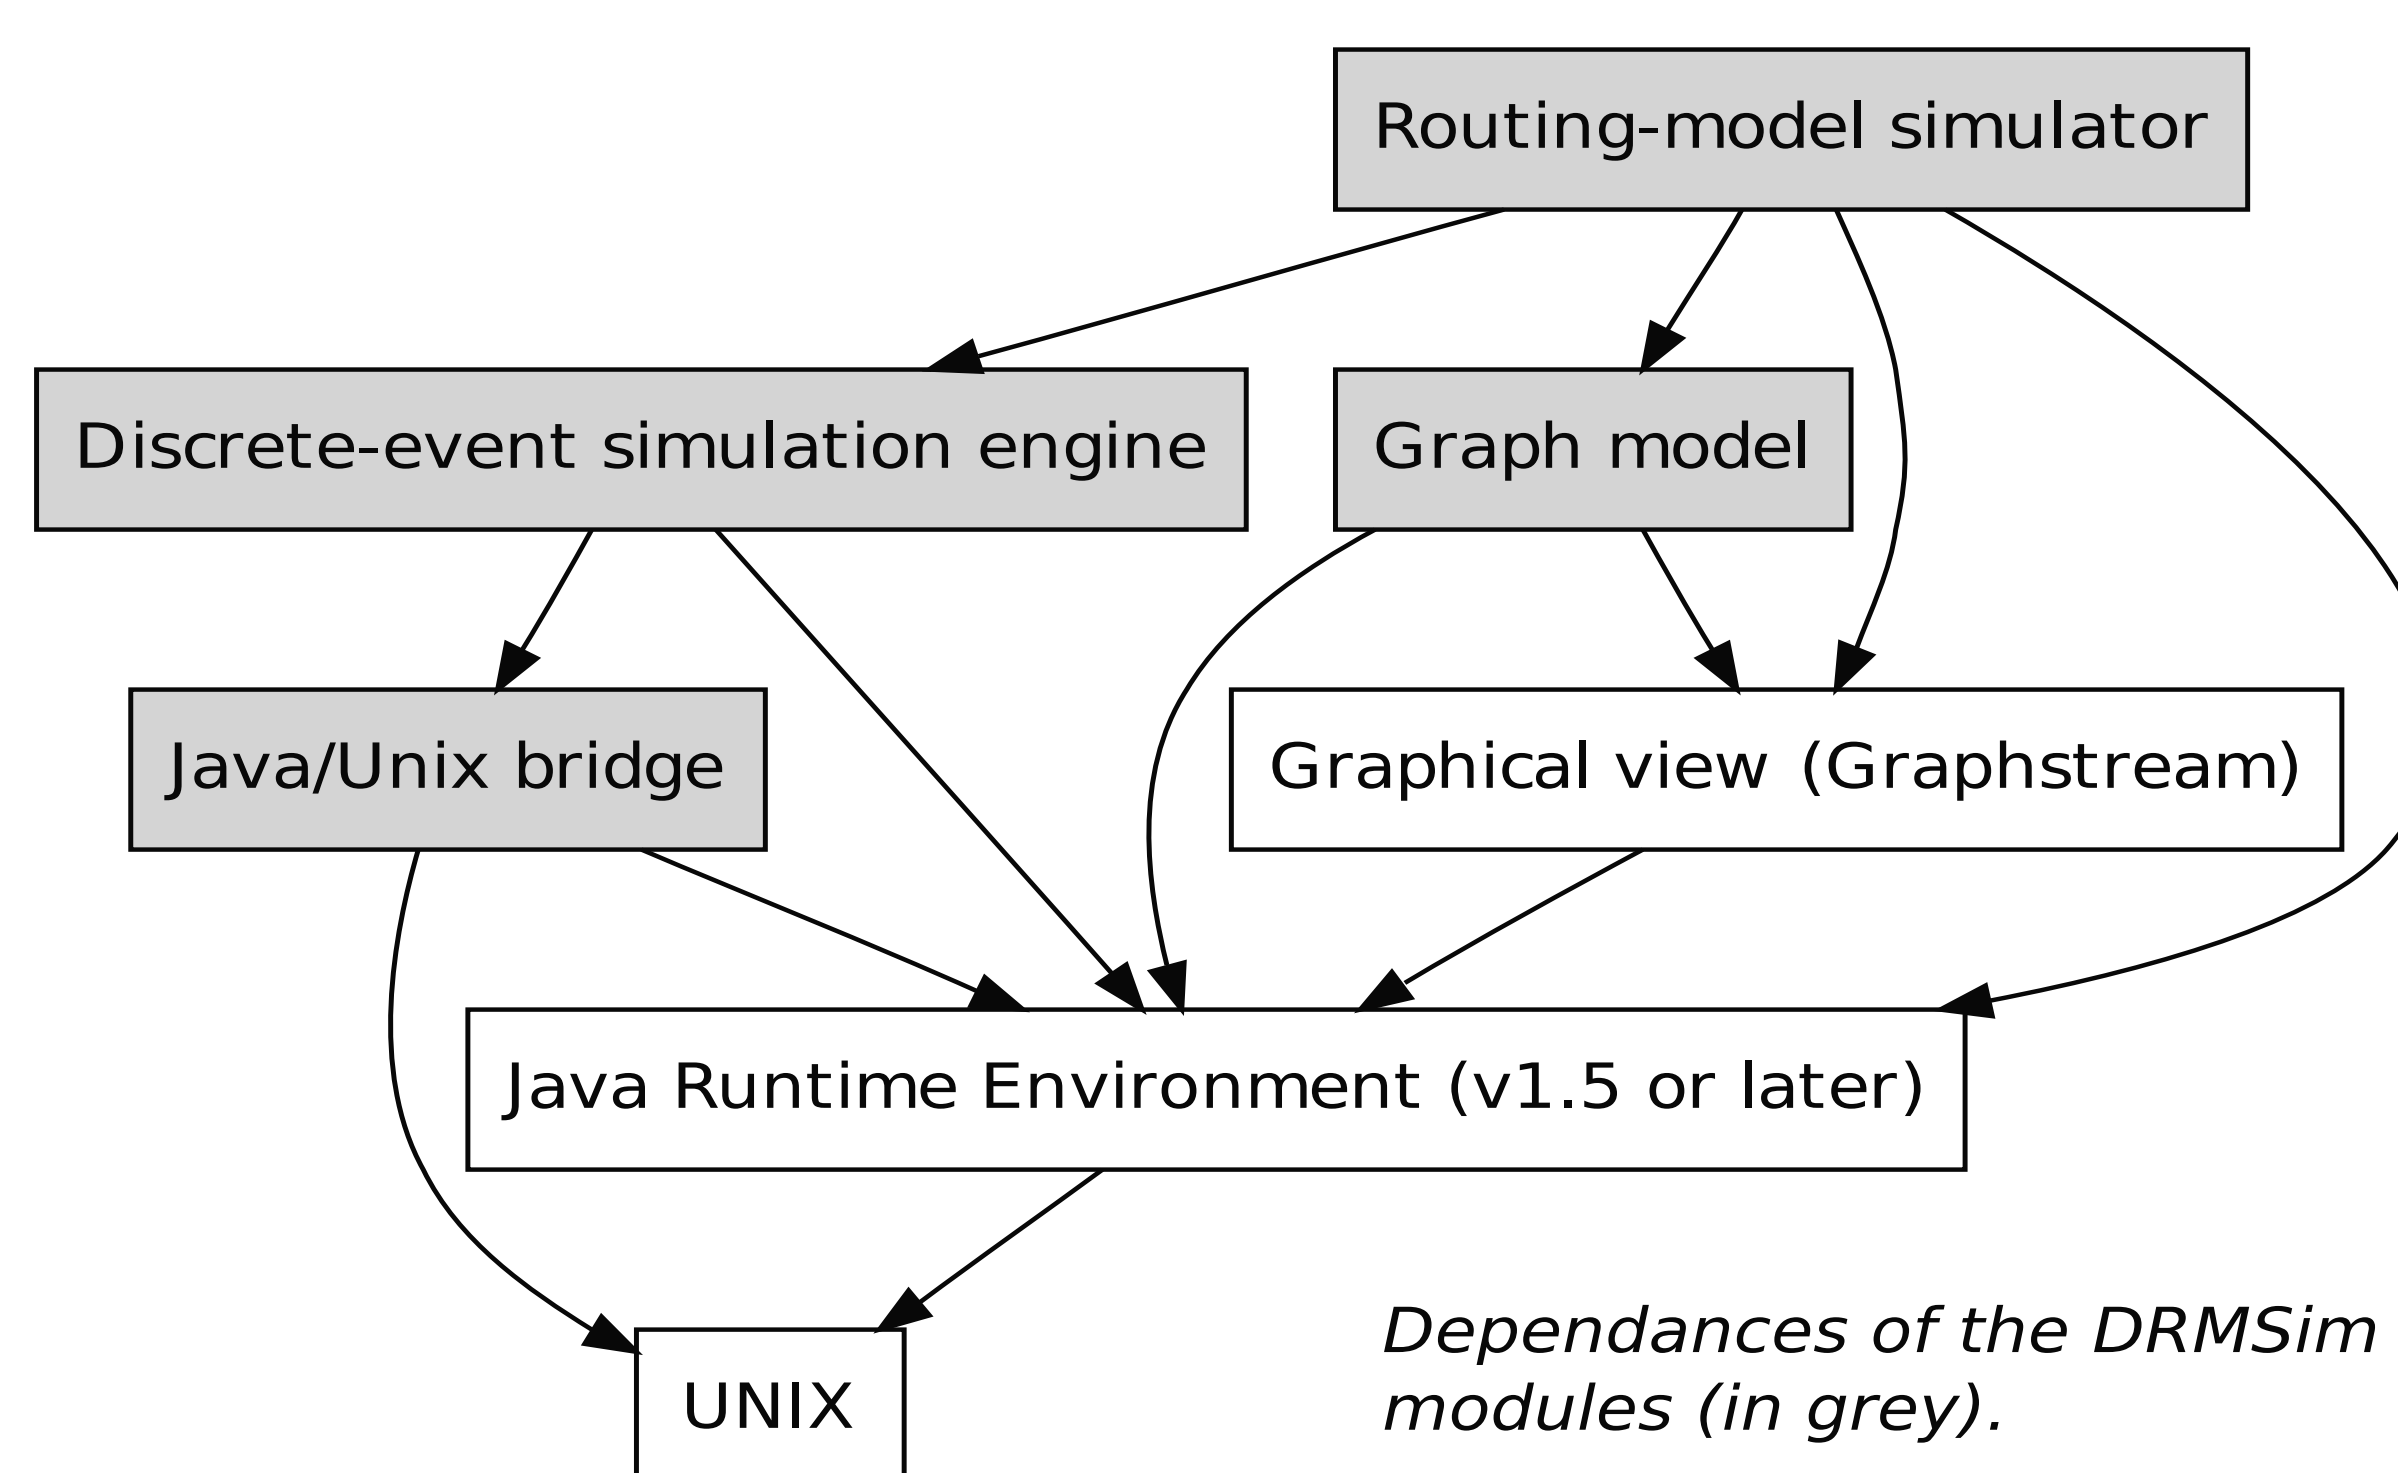 Routing-model simulator
Discrete-event simulation engine
Graph model
Java/Unix bridge
Graphical view (Graphstream)
Java Runtime Environment (v1.5 or later)
UNIX
Dependances of the DRMSim
modules (in grey).